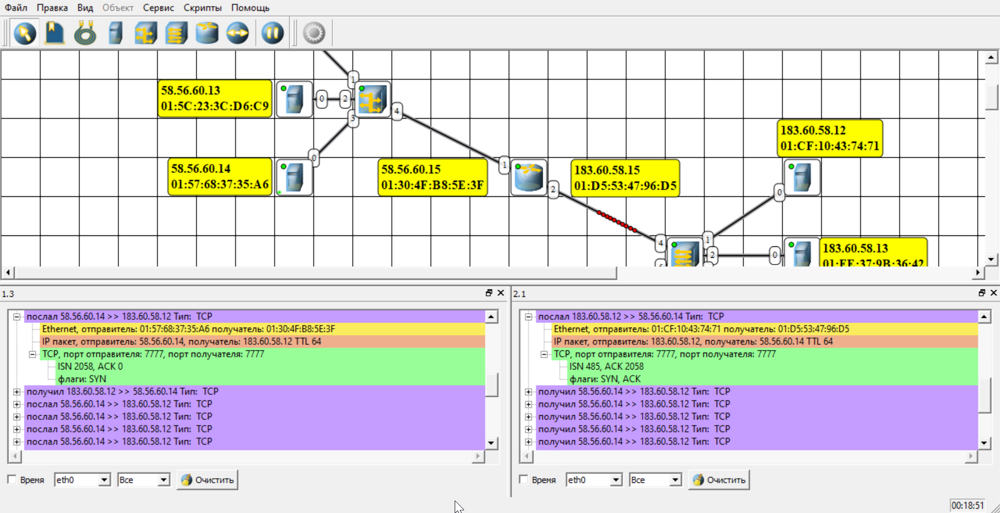 Файл Правка Вид Объект Сервис Скрипты Помощь
1
58.56.60.13
01:5C:23:3C:D6:C9
0
2
3
4
0
58.56.60.14
01:57:68:37:35:A6
58.56.60.15
01:30:4F:B8:5E:3F
1
2
183.60.58.15
01:D5:53:47:96:D5
183.60.58.12
01:CF:10:43:74:71
0
4
1
2
0
183.60.58.13
01:FE:37:9B:36:42
1.3
послал 58.56.60.14 >> 183.60.58.12 Тип: TCP
Ethernet, отправитель: 01:57:68:37:35:A6 получатель: 01:30:4F:B8:5E:3F
IP пакет, отправитель: 58.56.60.14, получатель: 183.60.58.12 TTL 64
TCP, порт отправителя: 7777, порт получателя: 7777
ISN 2058, ACK 0
флаги: SYN
получил 183.60.58.12 >> 58.56.60.14 Тип: TCP
послал 58.56.60.14 >> 183.60.58.12 Тип: TCP
послал 58.56.60.14 >> 183.60.58.12 Тип: TCP
послал 58.56.60.14 >> 183.60.58.12 Тип: TCP
послал 58.56.60.14 >> 183.60.58.12 Тип: TCP
Время eth0 Все Очистить
2.1
послал 183.60.58.12 >> 58.56.60.14 Тип: TCP
Ethernet, отправитель: 01:CF:10:43:74:71 получатель: 01:D5:53:47:96:D5
IP пакет, отправитель: 183.60.58.12, получатель: 58.56.60.14 TTL 64
TCP, порт отправителя: 7777, порт получателя: 7777
ISN 485, ACK 2058
флаги: SYN, ACK
получил 58.56.60.14 >> 183.60.58.12 Тип: TCP
получил 58.56.60.14 >> 183.60.58.12 Тип: TCP
получил 58.56.60.14 >> 183.60.58.12 Тип: TCP
получил 58.56.60.14 >> 183.60.58.12 Тип: TCP
получил 58.56.60.14 >> 183.60.58.12 Тип: TCP
Время eth0 Все Очистить
00:18:51